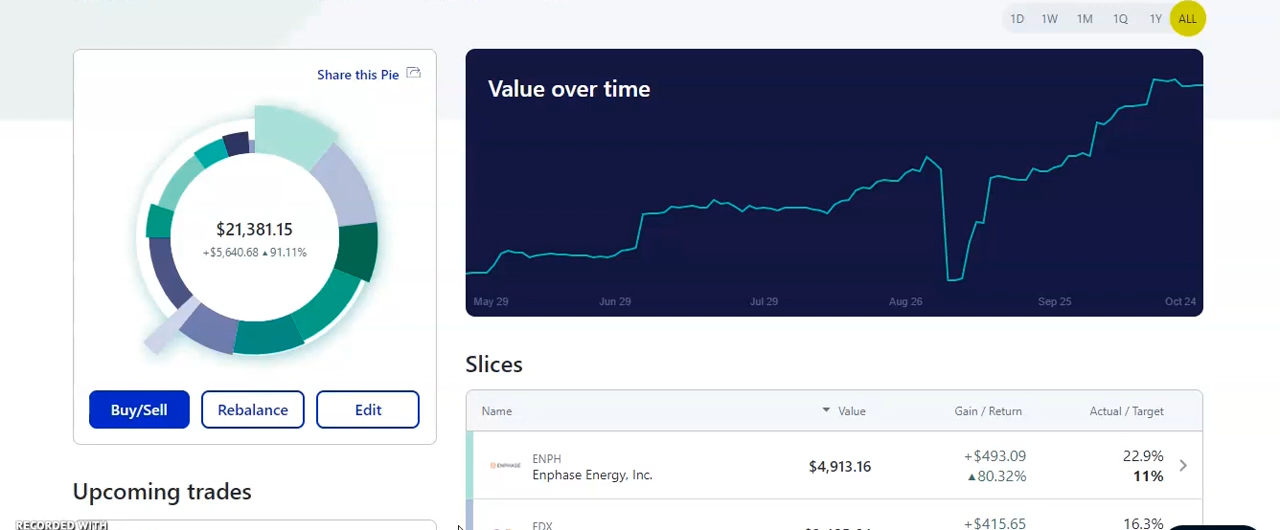 1D 1W 1M 1Q 1Y ALL
Share this Pie
$21,381.15
+$5,640.68 ▲ 91.11%
Buy/Sell Rebalance Edit
Upcoming trades
RECORDED WITH
Value over time
May 29 Jun 29 Jul 29 Aug 26 Sep 25 Oct 24
Slices
Name Value Gain / Return Actual / Target
ENPHASE
ENPH
Enphase Energy, Inc.
$4,913.16
+$493.09
▲80.32%
22.9%
11%
FDX
+$415.65
16.3%